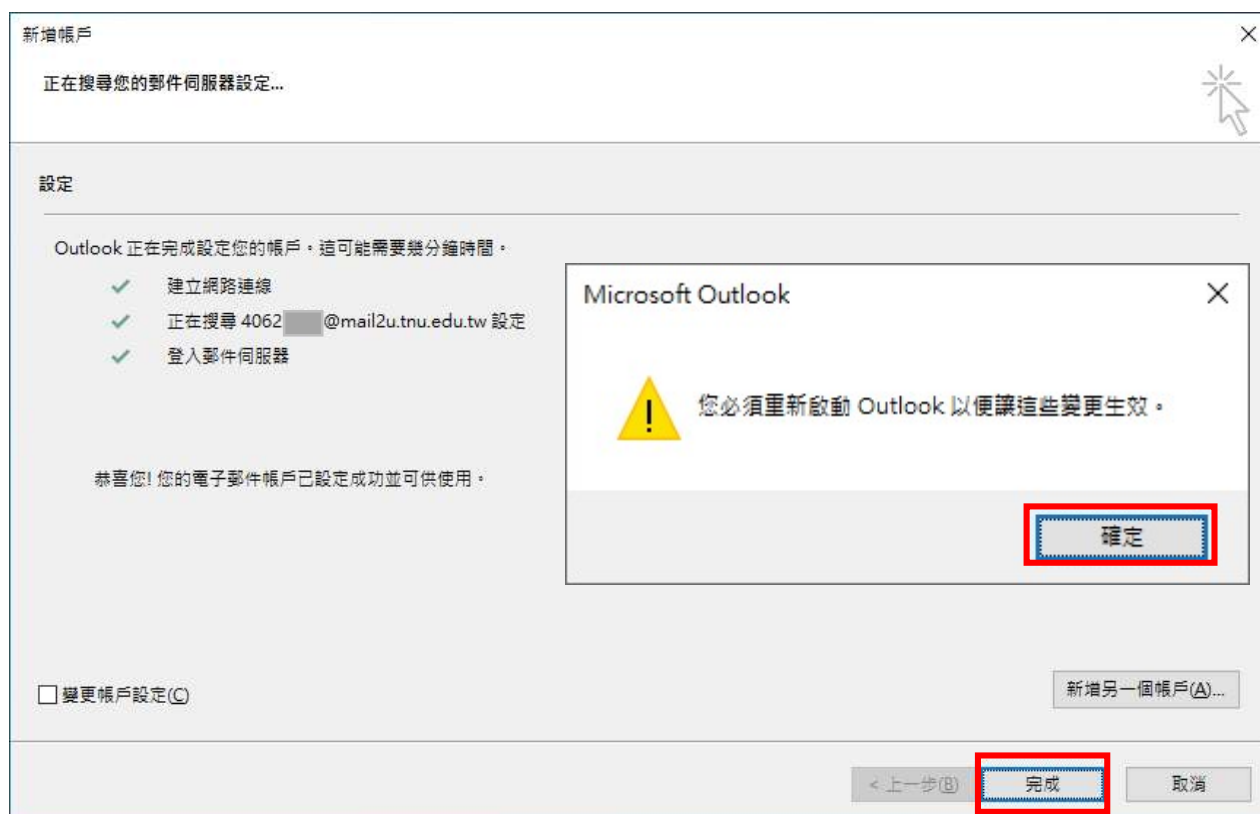 新增帳戶
正在搜尋您的郵件伺服器設定...
設定
Outlook 正在完成設定您的帳戶。這可能需要幾分鐘時間。
建立網路連線
正在搜尋 4062 @mail2u.tnu.edu.tw 設定
登入郵件伺服器
恭喜您! 您的電子郵件帳戶已設定成功並可供使用。
Microsoft Outlook
您必須重新啟動 Outlook 以便讓這些變更生效。
確定
變更帳戶設定(C)
新增另一個帳戶(A)...
< 上一步(B)
完成
取消